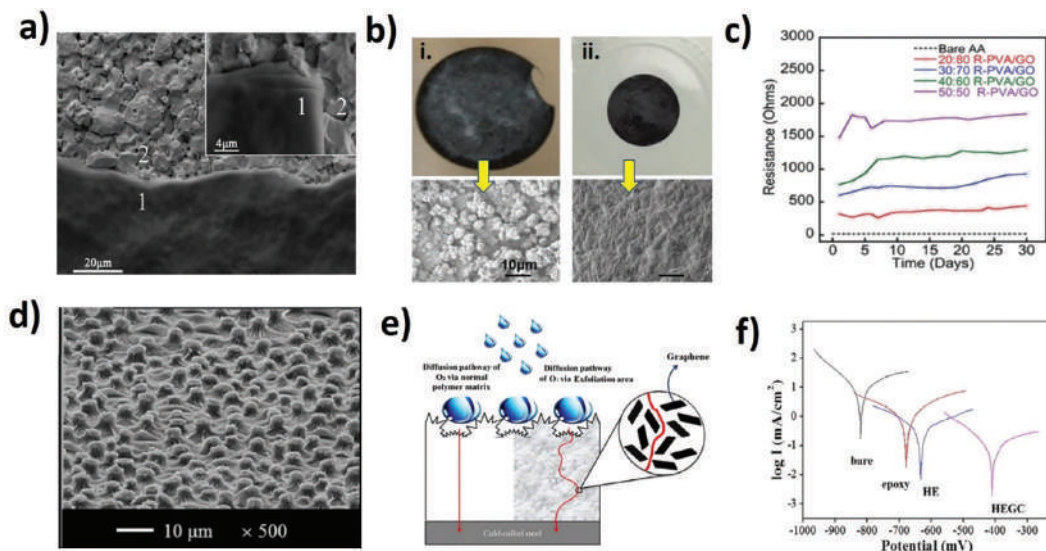 a)
1
2
4μm
2
1
20μm
b)
i.
ii.
10μm
c)
Resistance (Ohms)
3000
2500
2000
1500
1000
500
0
Bare AA
20:80 R-PVA/GO
30:70 R-PVA/GO
40:60 R-PVA/GO
50:50 R-PVA/GO
0 5 10 15 20 25 30
Time (Days)
d)
10 μm × 500
e)
Diffusion pathway of
O₂ via normal
polymer matrix
Diffusion pathway
of O₂ via Exfoliation area
Graphene
Cold-rolled steel
f)
log I (mA/cm²)
3
2
1
0
-1
-2
-3
bare
epoxy
HE
HEGC
-1000 -900 -800 -700 -600 -500 -400 -300
Potential (mV)